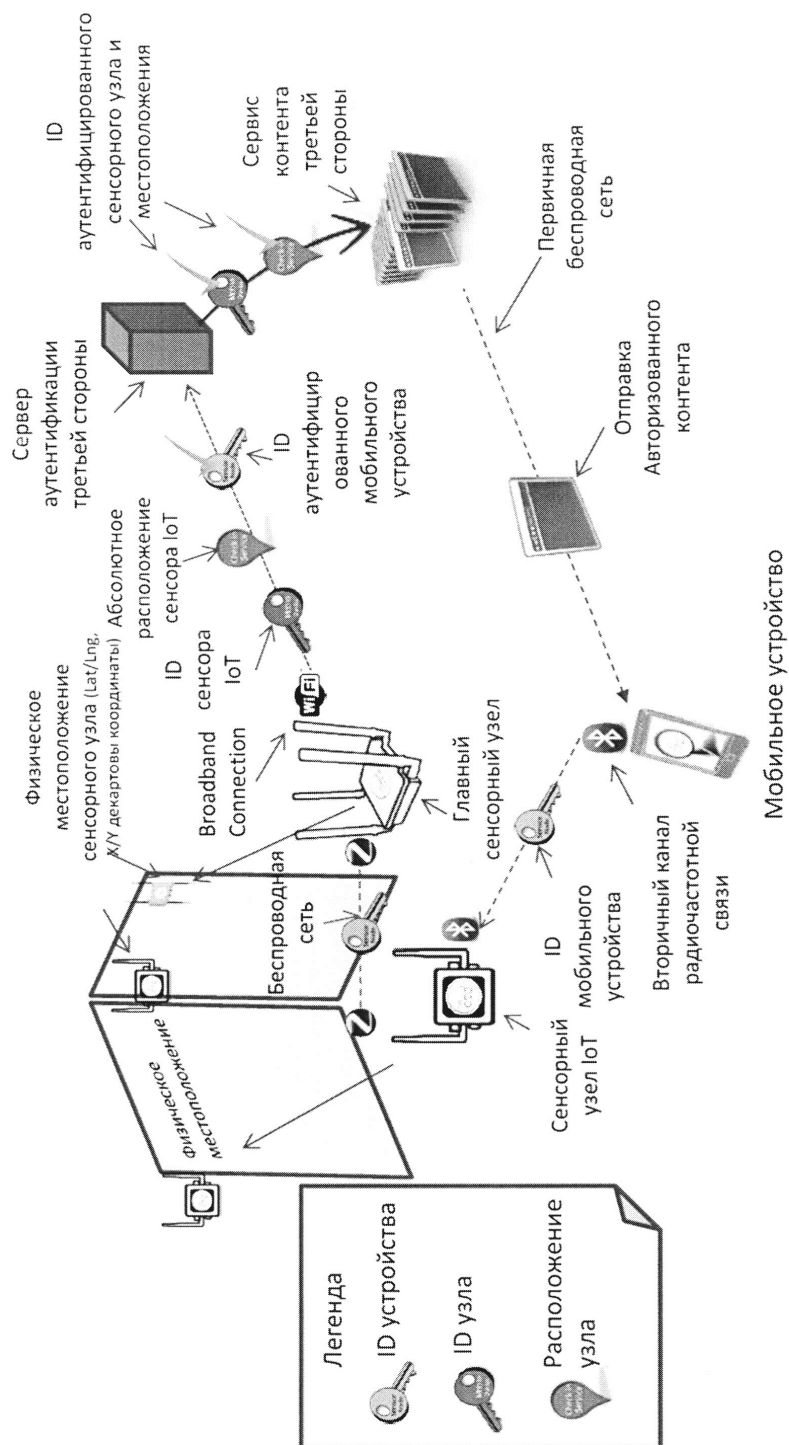 Физическое
местоположение
сенсорного узла (Lat/Lng,
X/Y декартовы координаты)
Физическое
местоположение
Беспроводная
сеть
Broadband
Connection
Wi Fi
Главный
сенсорный узел
ID
сенсора
IoT
Абсолютное
расположение
сенсора IoT
ID
аутентифицир
ованного
мобильного
устройства
Сервер
аутентификации
третьей стороны
ID
аутентифицированного
сенсорного узла и
местоположения
Сервис
контента
третьей
стороны
Первичная
беспроводная
сеть
Отправка
Авторизованного
контента
Сенсорный
узел IoT
ID
мобильного
устройства
Вторичный канал
радиочастотной
связи
Мобильное устройство
Легенда
ID устройства
ID узла
Расположение
узла